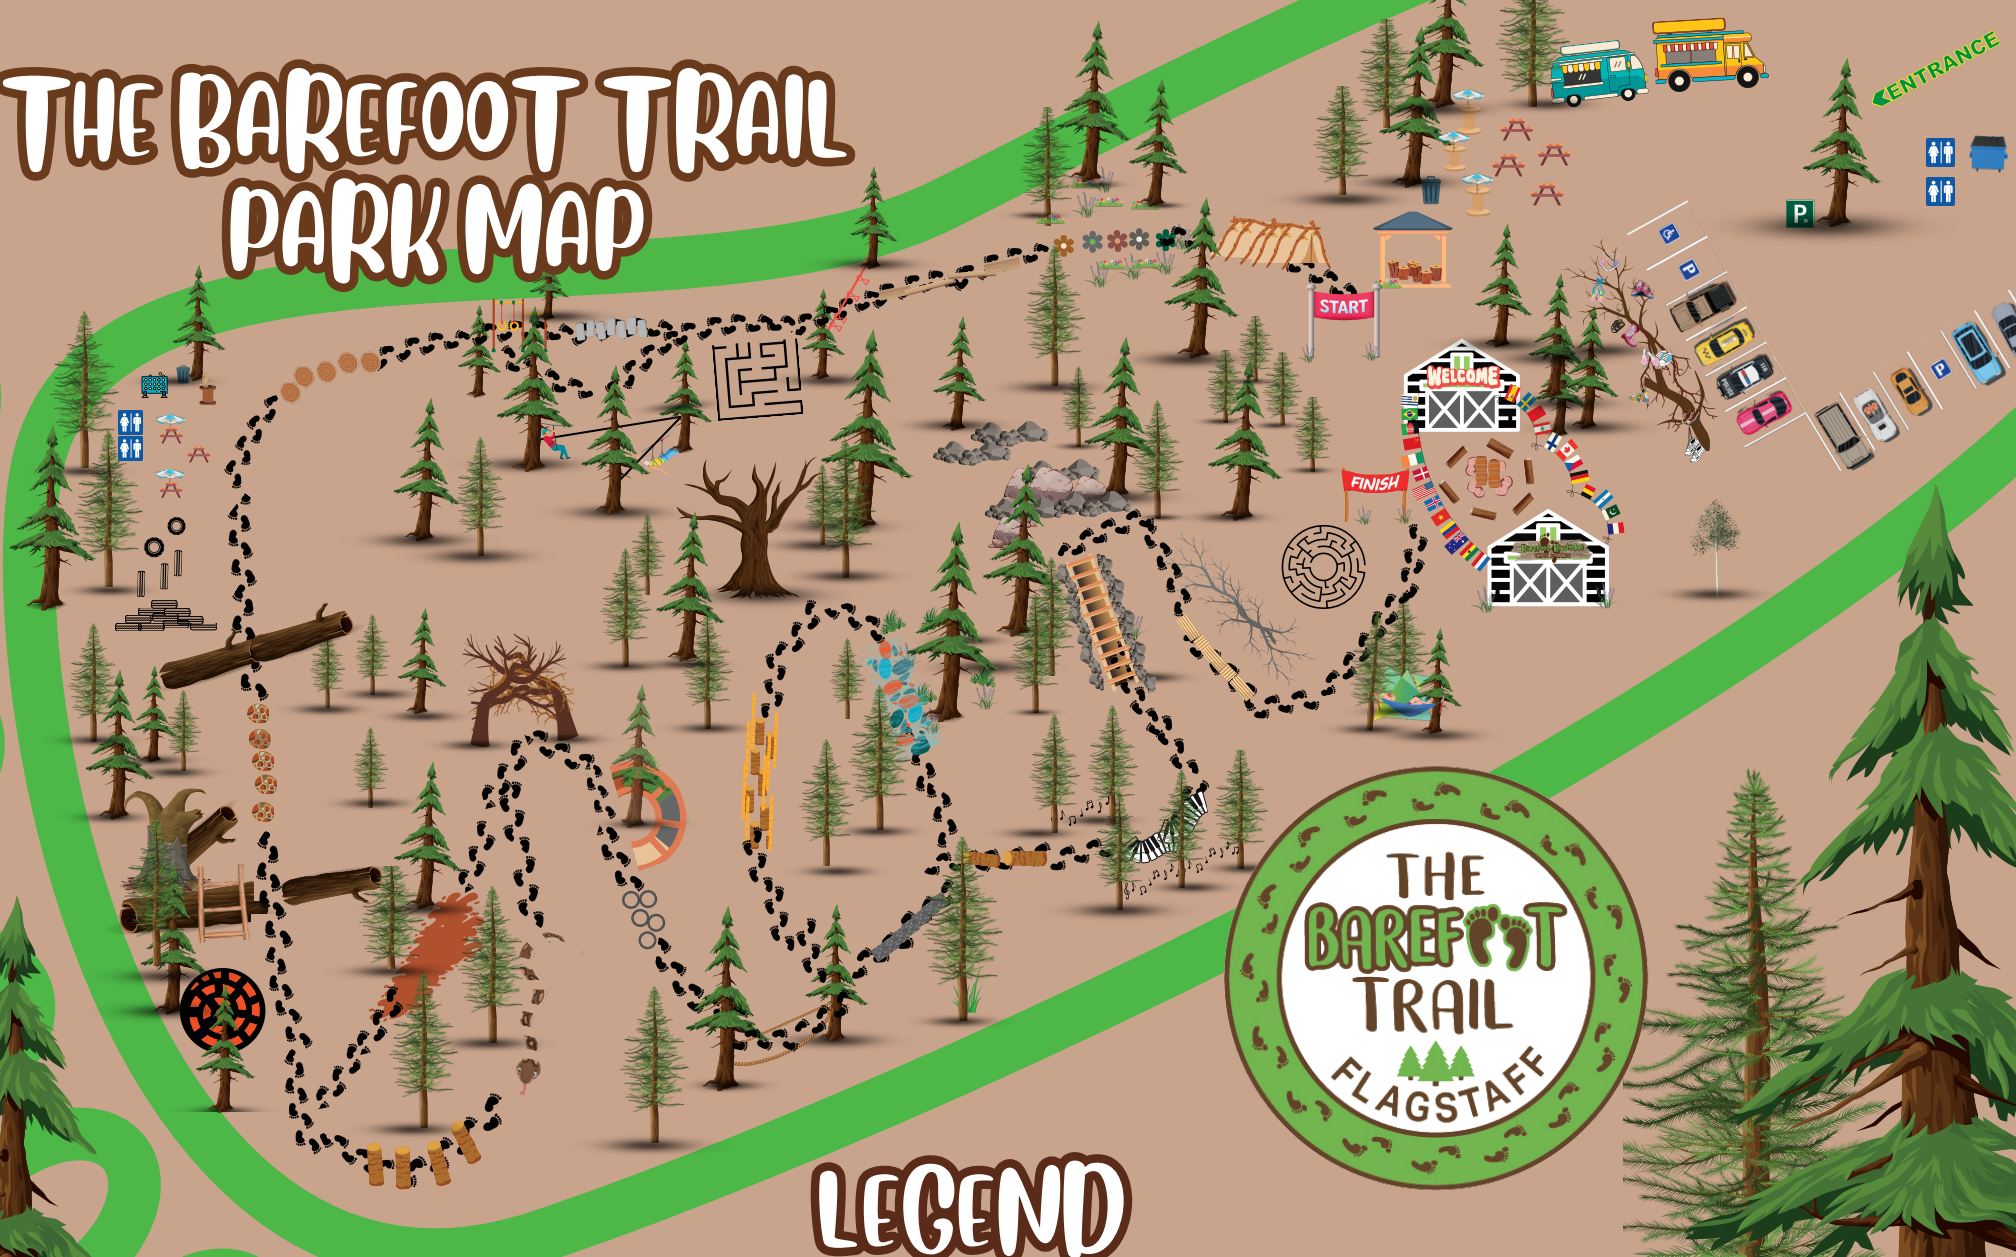 THE BAREFOOT TRAIL
PARK MAP
ENTRANCE
P
START
WELCOME
FINISH
THE
BAREFOOT
TRAIL
FLAGSTAFF
LEGEND